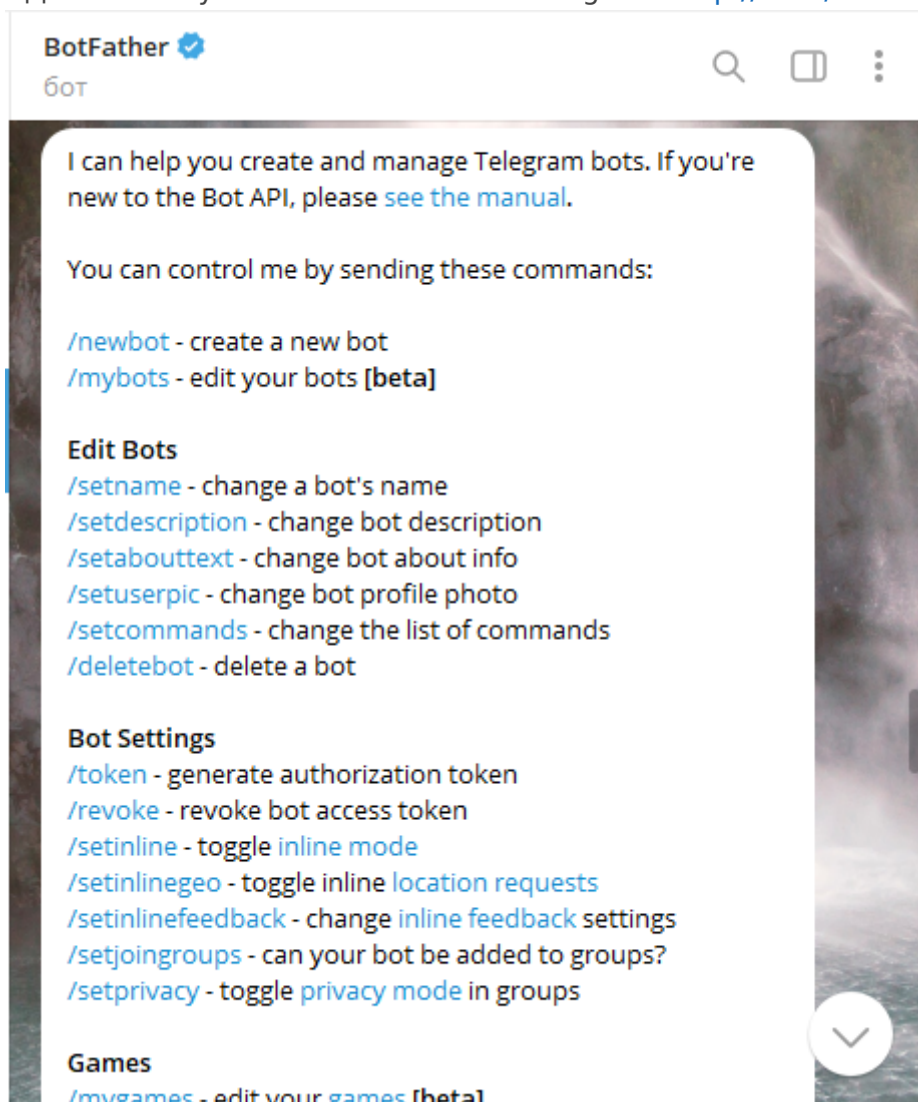 BotFather
бот
I can help you create and manage Telegram bots. If you're
new to the Bot API, please see the manual.
You can control me by sending these commands:
/newbot - create a new bot
/mybots - edit your bots [beta]
Edit Bots
/setname - change a bot's name
/setdescription - change bot description
/setabouttext - change bot about info
/setuserpic - change bot profile photo
/setcommands - change the list of commands
/deletebot - delete a bot
Bot Settings
/token - generate authorization token
/revoke - revoke bot access token
/setinline - toggle inline mode
/setinlinegeo - toggle inline location requests
/setinlinefeedback - change inline feedback settings
/setjoingroups - can your bot be added to groups?
/setprivacy - toggle privacy mode in groups
Games
/mygames - edit your games [beta]